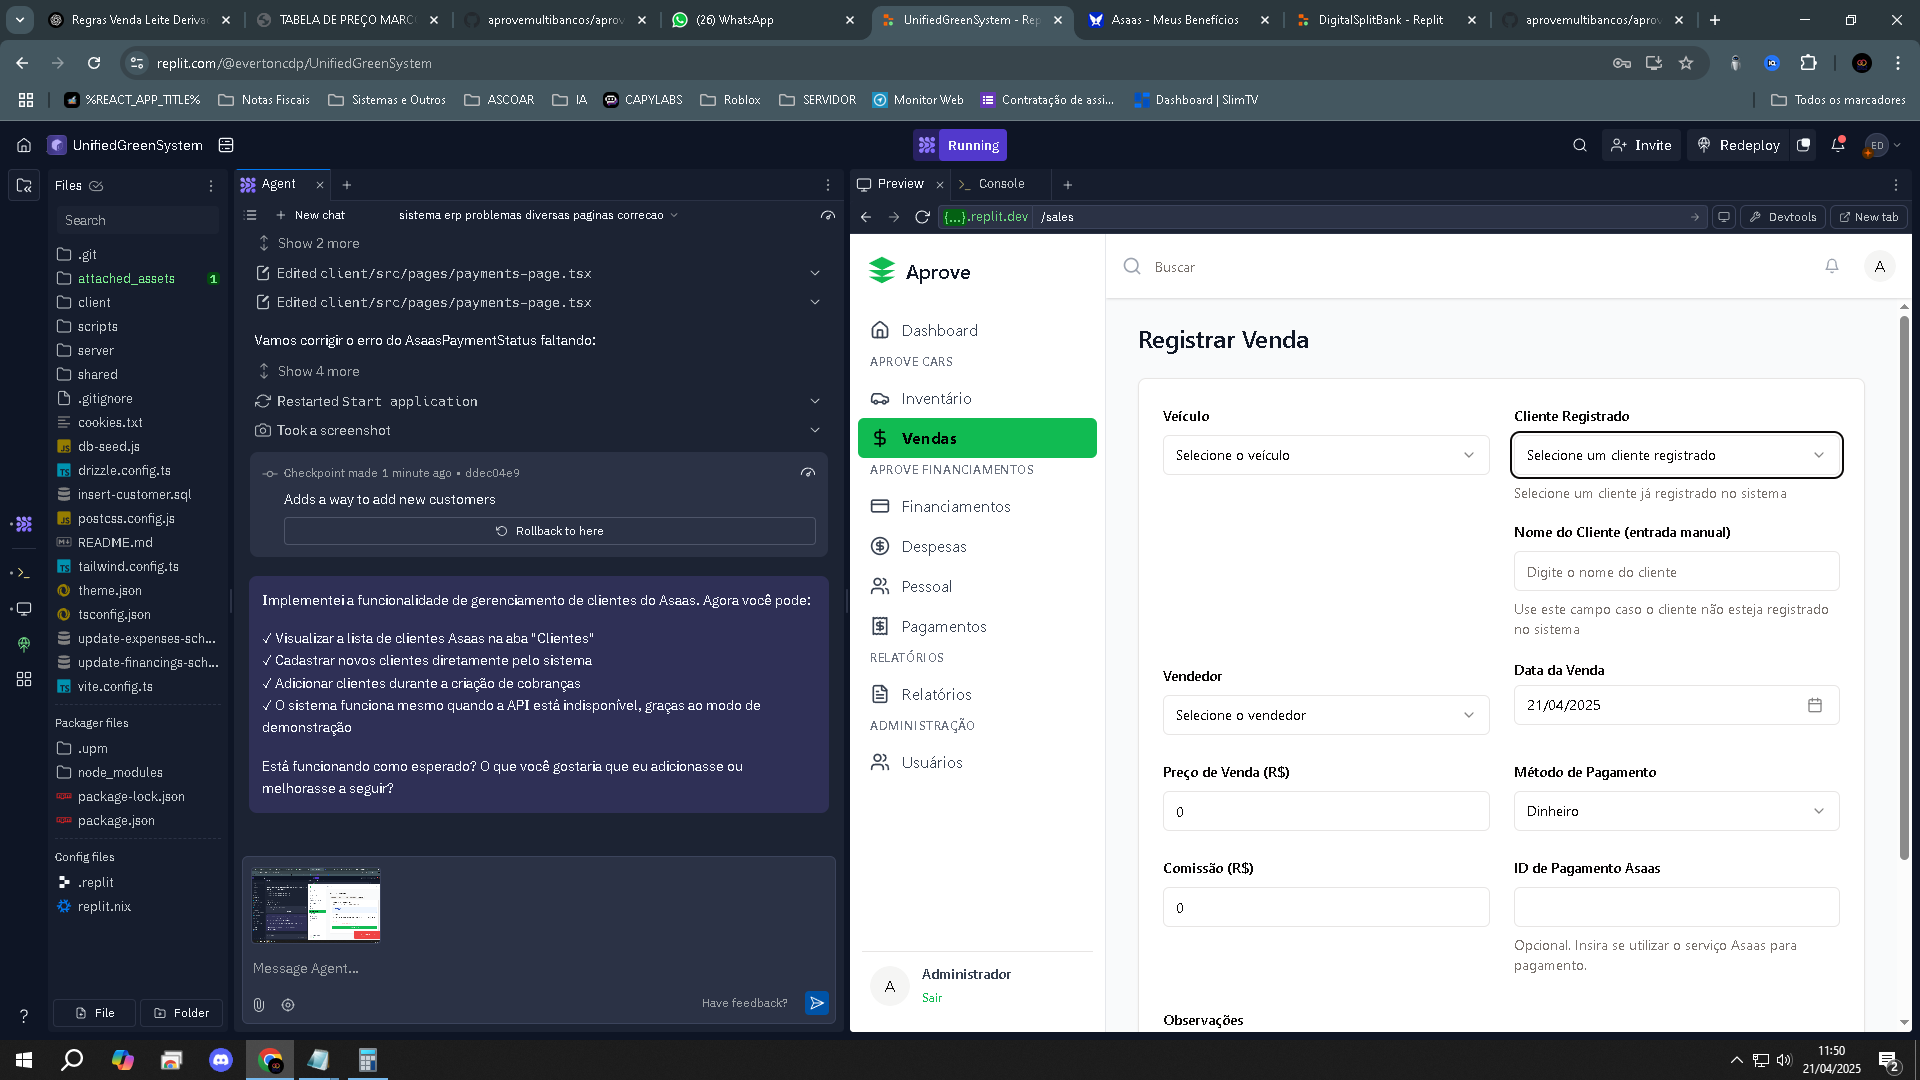 Regras Venda Leite Deriva
TABELA DE PREÇO MARC
aprovemultibancos/aprov
(26) WhatsApp
UnifiedGreenSystem - Rep
Asaas - Meus Benefícios
DigitalSplitBank - Replit
aprovemultibancos/aprov
replit.com/@evertoncdp/UnifiedGreenSystem
%REACT_APP_TITLE%
Notas Fiscais
Sistemas e Outros
ASCOAR
IA
CAPYLABS
Roblox
SERVIDOR
Monitor Web
Contratação de assi...
Dashboard | SlimTV
Todos os marcadores
UnifiedGreenSystem
Running
Invite
Redeploy
ED
Files
Search
.git
attached_assets 1
client
scripts
server
shared
.gitignore
cookies.txt
db-seed.js
drizzle.config.ts
insert-customer.sql
postcss.config.js
README.md
tailwind.config.ts
theme.json
tsconfig.json
update-expenses-sch...
update-financings-sch...
vite.config.ts
Packager files
.upm
node_modules
package-lock.json
package.json
Config files
.replit
replit.nix
File
Folder
Agent
New chat
sistema erp problemas diversas paginas correcao
Show 2 more
Edited client/src/pages/payments-page.tsx
Edited client/src/pages/payments-page.tsx
Vamos corrigir o erro do AsaasPaymentStatus faltando:
Show 4 more
Restarted Start application
Took a screenshot
Checkpoint made 1 minute ago • ddec04e9
Adds a way to add new customers
Rollback to here
Implementei a funcionalidade de gerenciamento de clientes do Asaas. Agora você pode:
✓ Visualizar a lista de clientes Asaas na aba "Clientes"
✓ Cadastrar novos clientes diretamente pelo sistema
✓ Adicionar clientes durante a criação de cobranças
✓ O sistema funciona mesmo quando a API está indisponível, graças ao modo de
demonstração
Está funcionando como esperado? O que você gostaria que eu adicionasse ou
melhorasse a seguir?
Message Agent...
Have feedback?
Preview
Console
{...}.replit.dev /sales
Devtools
New tab
Aprove
Dashboard
APROVE CARS
Inventário
Vendas
APROVE FINANCIAMENTOS
Financiamentos
Despesas
Pessoal
Pagamentos
RELATÓRIOS
Relatórios
ADMINISTRAÇÃO
Usuários
A
Administrador
Sair
Buscar
A
Registrar Venda
Veículo
Selecione o veículo
Cliente Registrado
Selecione um cliente registrado
Selecione um cliente já registrado no sistema
Nome do Cliente (entrada manual)
Digite o nome do cliente
Use este campo caso o cliente não esteja registrado
no sistema
Vendedor
Selecione o vendedor
Data da Venda
21/04/2025
Preço de Venda (R$)
0
Método de Pagamento
Dinheiro
Comissão (R$)
0
ID de Pagamento Asaas
Opcional. Insira se utilizar o serviço Asaas para
pagamento.
Observações
11:50
21/04/2025
2